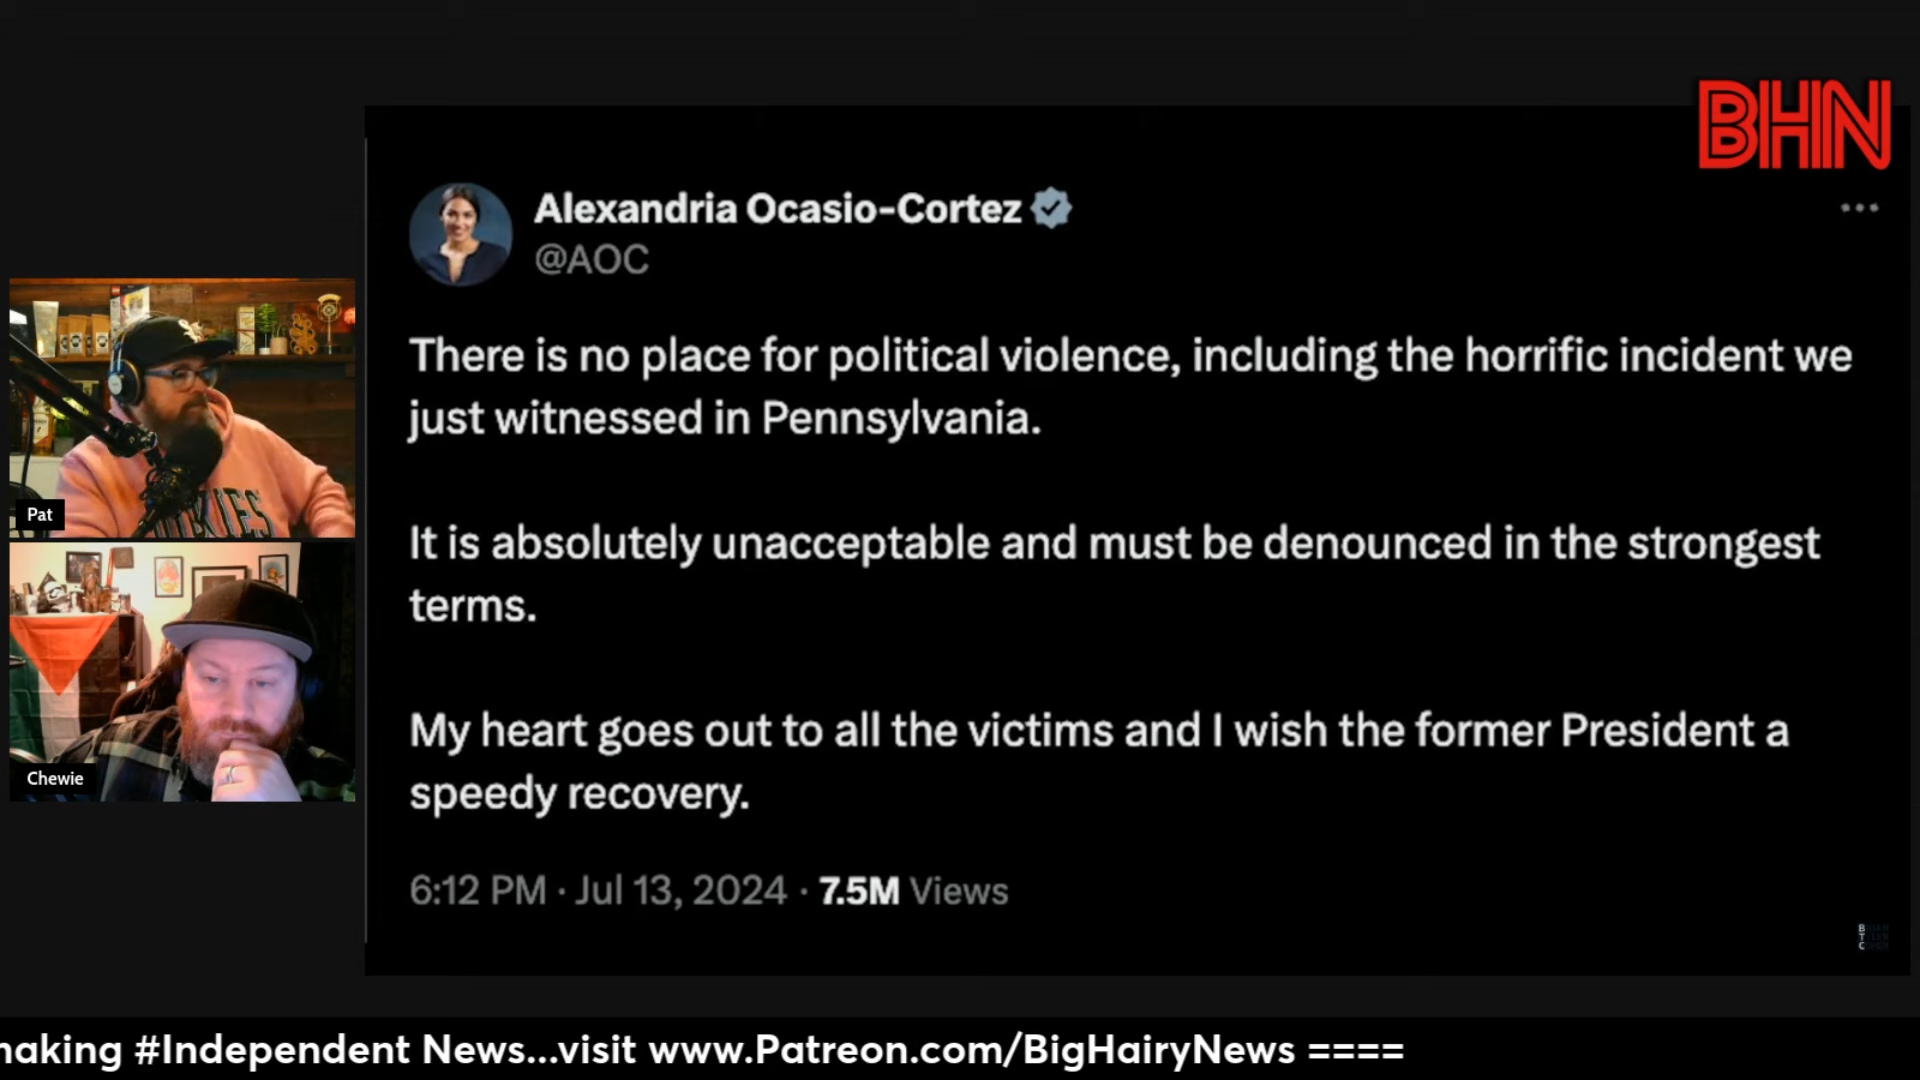 BHN
Alexandria Ocasio-Cortez
@AOC
There is no place for political violence, including the horrific incident we
just witnessed in Pennsylvania.
It is absolutely unacceptable and must be denounced in the strongest
terms.
My heart goes out to all the victims and I wish the former President a
speedy recovery.
6:12 PM · Jul 13, 2024 · 7.5M Views
Pat
Chewie
B
T
C
naking #Independent News...visit www.Patreon.com/BigHairyNews ====